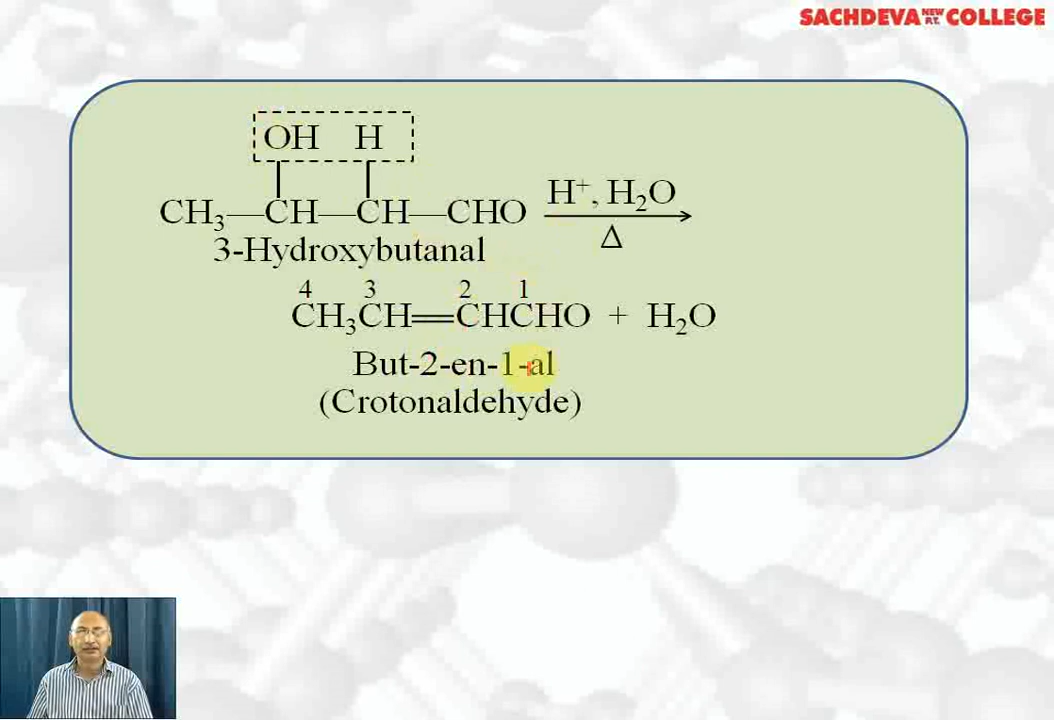 SACHDEVA NEW P.T. COLLEGE
OH H
CH₃—CH—CH—CHO H⁺, H₂O
Δ
3-Hydroxybutanal
4 3 2 1
CH₃CH═CHCHO + H₂O
But-2-en-1-al
(Crotonaldehyde)